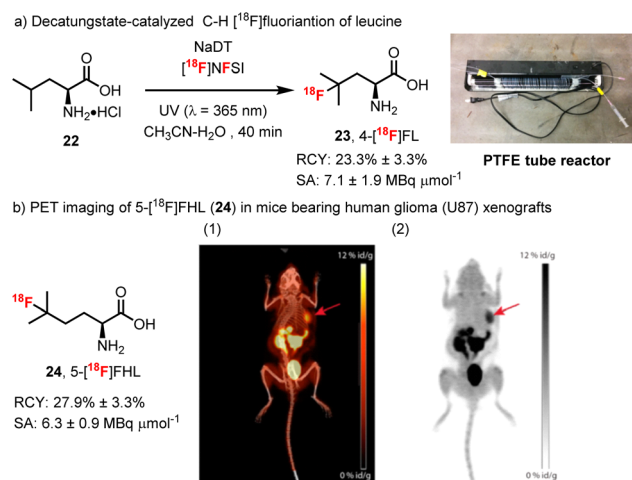 a) Decatungstate-catalyzed C-H [¹⁸F]fluoriantion of leucine
O
OH
NH₂•HCl
22
NaDT
[¹⁸F]NFSI
UV (λ = 365 nm)
CH₃CN-H₂O , 40 min
¹⁸F
O
OH
NH₂
23, 4-[¹⁸F]FL
RCY: 23.3% ± 3.3%
SA: 7.1 ± 1.9 MBq μmol⁻¹
PTFE tube reactor
b) PET imaging of 5-[¹⁸F]FHL (24) in mice bearing human glioma (U87) xenografts
(1)
(2)
¹⁸F
O
OH
NH₂
24, 5-[¹⁸F]FHL
RCY: 27.9% ± 3.3%
SA: 6.3 ± 0.9 MBq μmol⁻¹
12 % id/g
0 % id/g
12 % id/g
0 % id/g